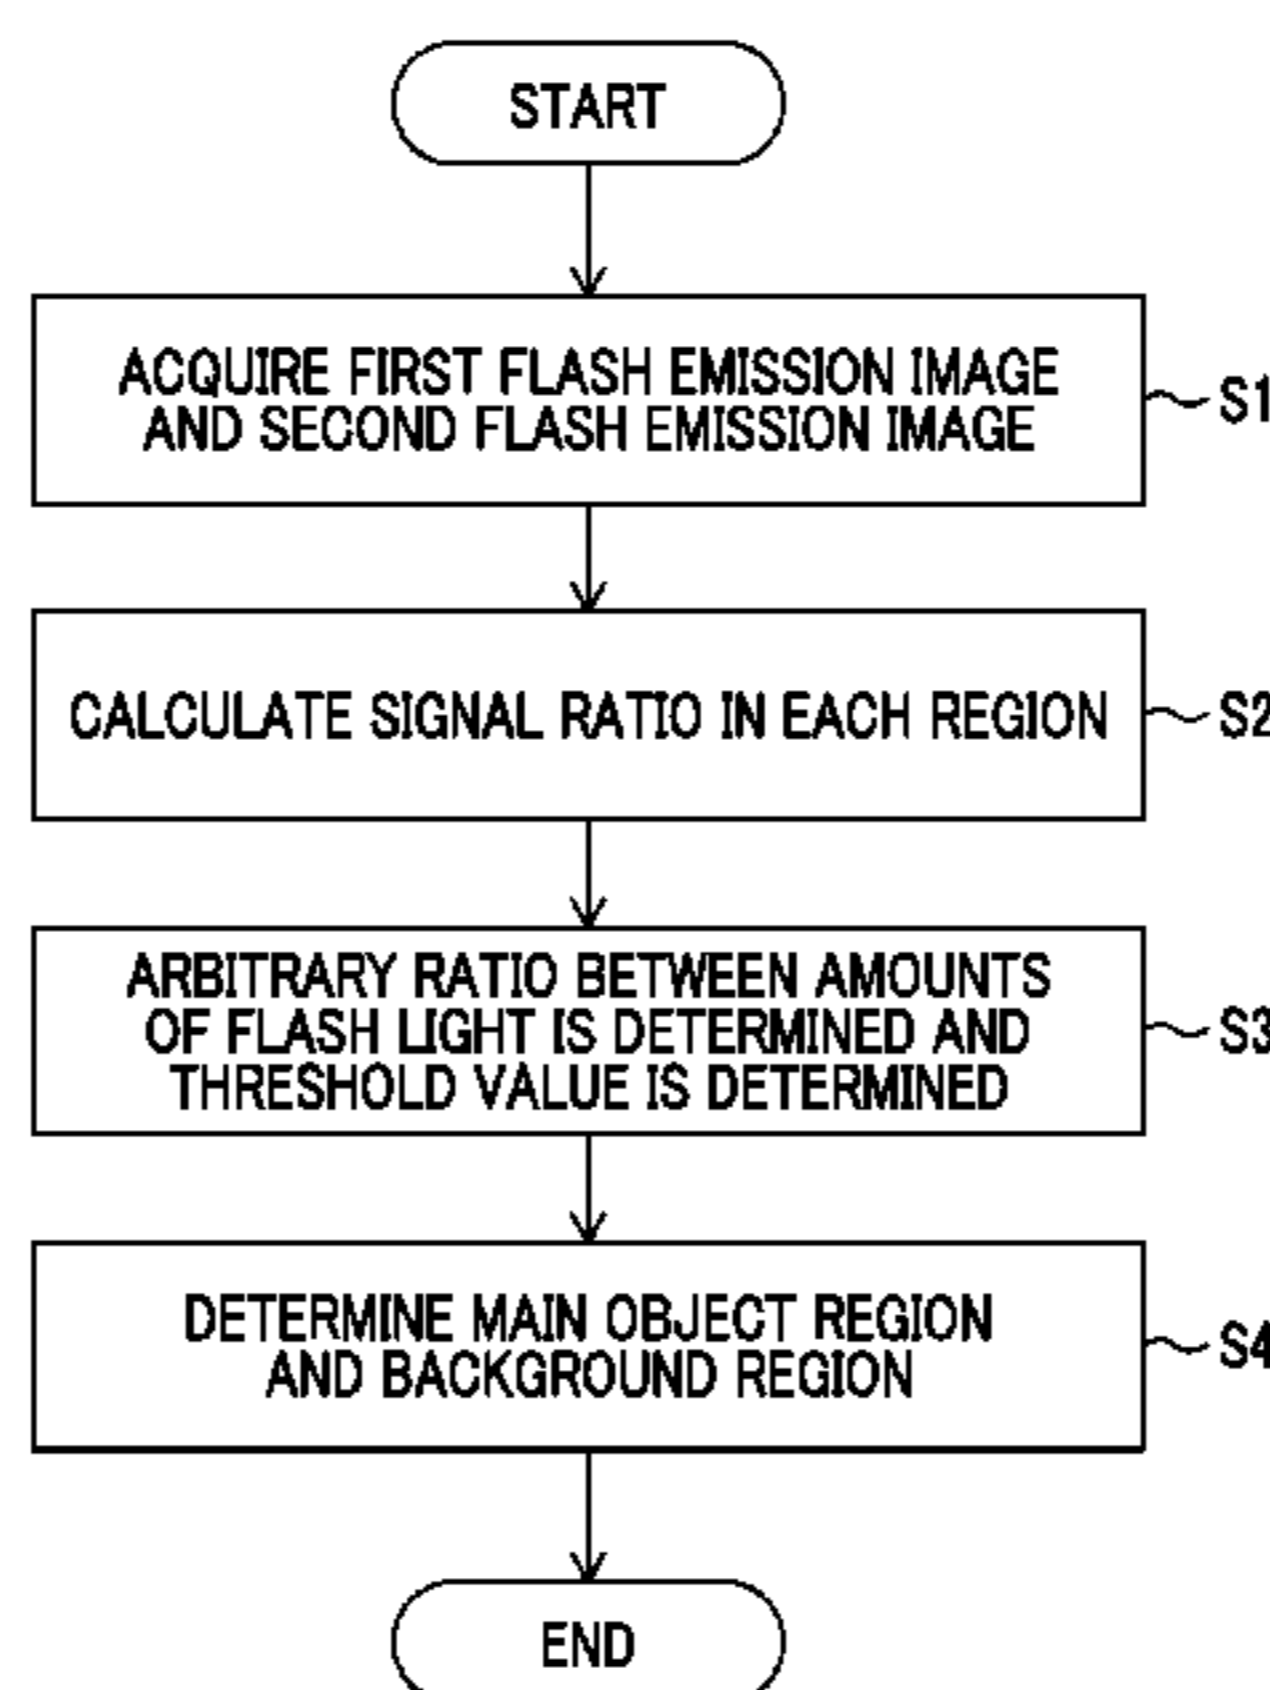 START
ACQUIRE FIRST FLASH EMISSION IMAGE
AND SECOND FLASH EMISSION IMAGE
S1
CALCULATE SIGNAL RATIO IN EACH REGION
S2
ARBITRARY RATIO BETWEEN AMOUNTS
OF FLASH LIGHT IS DETERMINED AND
THRESHOLD VALUE IS DETERMINED
S3
DETERMINE MAIN OBJECT REGION
AND BACKGROUND REGION
S4
END